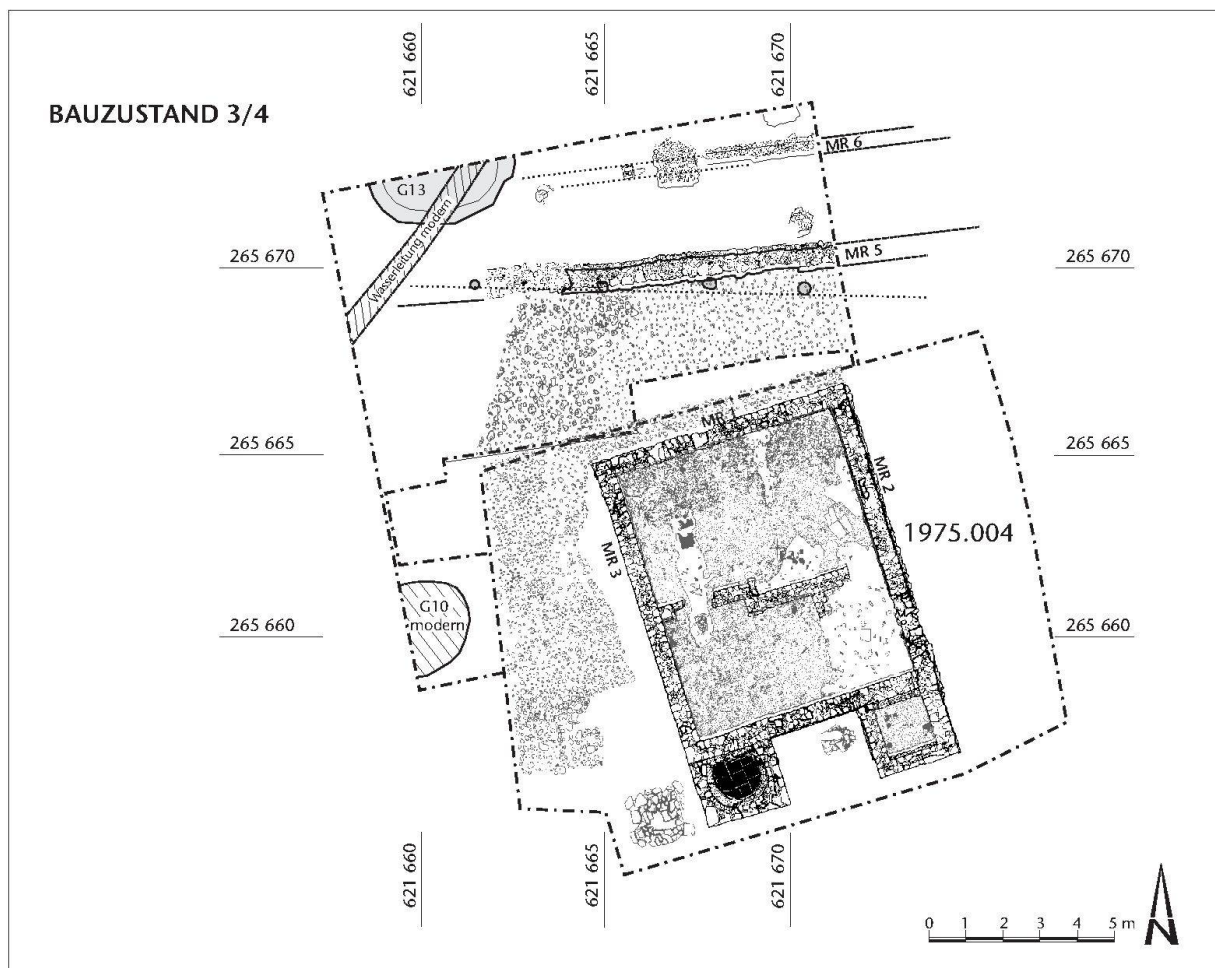 621 660
621 665
621 670
BAUZUSTAND 3/4
MR 6
G13
Wasserleitung modern
265 670
MR 5
265 670
265 665
MR
265 665
MR 2
1975.004
MR 3
G10
modern
265 660
265 660
621 660
621 665
621 670
0 1 2 3 4 5 m
N